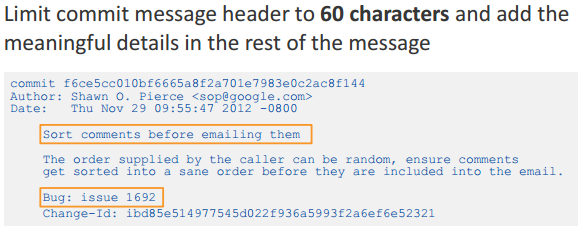 Limit commit message header to 60 characters and add the
meaningful details in the rest of the message
commit f6ce5cc010bf6665a8f2a701e7983e0c2ac8f144
Author: Shawn O. Pierce <sop@google.com>
Date: Thu Nov 29 09:55:47 2012 -0800
Sort comments before emailing them
The order supplied by the caller can be random, ensure comments
get sorted into a sane order before they are included into the email.
Bug: issue 1692
Change-Id: ibd85e514977545d022f936a5993f2a6ef6e52321